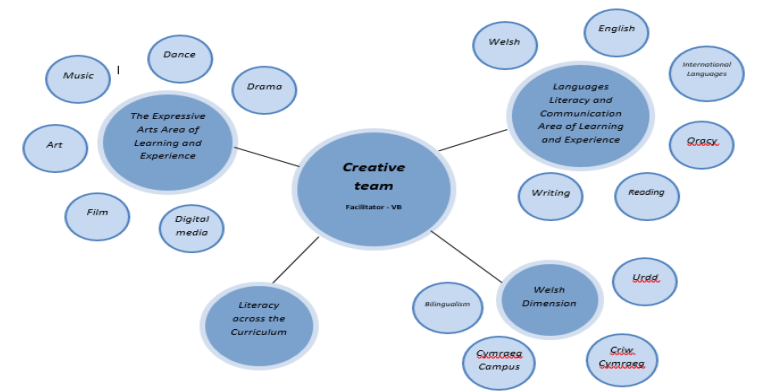 Music
Dance
Drama
The Expressive
Arts Area of
Learning and
Experience
Art
Film
Digital
media
Creative
team
Facilitator - VB
Welsh
English
International
Languages
Languages
Literacy and
Communication
Area of Learning
and Experience
Oracy
Writing
Reading
Literacy
across the
Curriculum
Welsh
Dimension
Bilingualism
Urdd
Cymraeg
Campus
Criw
Cymraeg